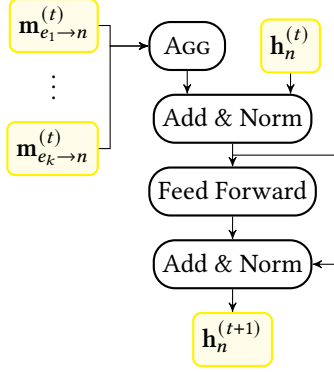 m_{e_1→n}^{(t)}
⋮
m_{e_k→n}^{(t)}
AGG
h_n^{(t)}
Add & Norm
Feed Forward
Add & Norm
h_n^{(t+1)}